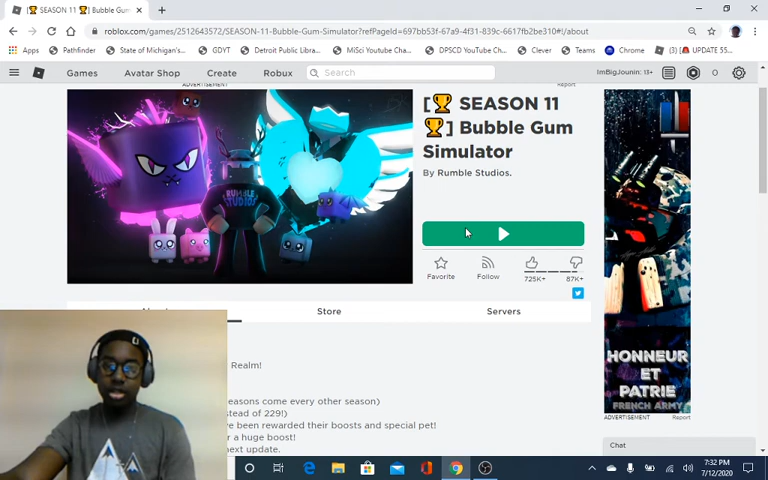 [🏆 SEASON 11 🏆] Bubble Gum
roblox.com/games/2512643572/SEASON-11-Bubble-Gum-Simulator?refPageId=697bb53f-67a9-4f31-839c-6617fb2be310#!/about
Apps Pathfinder State of Michigan's... GDYT Detroit Public Libra... MiSci Youtube Cha... DPSCD YouTube Ch... Clever Teams Chrome [🚨] UPDATE 55...
Games Avatar Shop Create Robux Search ImBigJounin: 13+ 0
ADVERTISEMENT Report
[🏆 SEASON 11
🏆] Bubble Gum
Simulator
By Rumble Studios.
RUMBLE
STUDIOS
Favorite Follow 725K+ 87K+
About Store Servers
Realm!
easons come every other season)
stead of 229!)
ve been rewarded their boosts and special pet!
r a huge boost!
next update.
HONNEUR
ET
PATRIE
FRENCH ARMY
ADVERTISEMENT Report
Chat
7:32 PM
7/12/2020